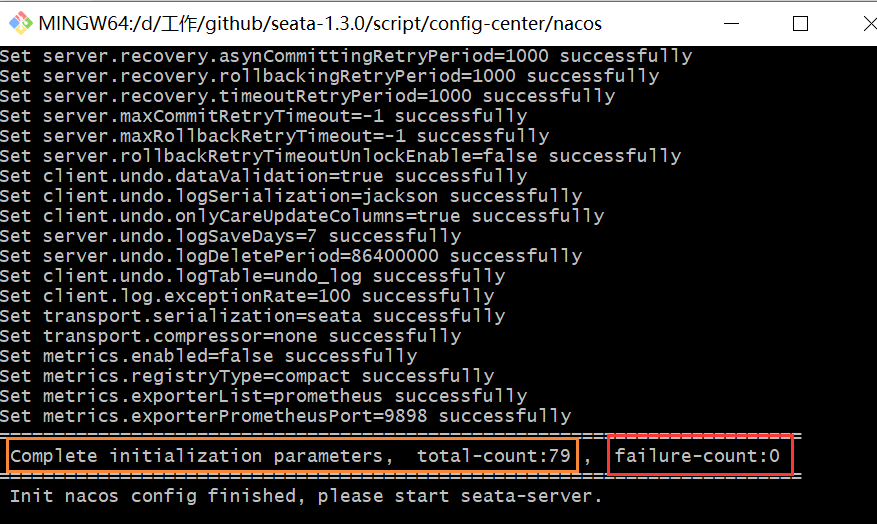 MINGW64:/d/工作/github/seata-1.3.0/script/config-center/nacos
Set server.recovery.asynCommittingRetryPeriod=1000 successfully
Set server.recovery.rollbackingRetryPeriod=1000 successfully
Set server.recovery.timeoutRetryPeriod=1000 successfully
Set server.maxCommitRetryTimeout=-1 successfully
Set server.maxRollbackRetryTimeout=-1 successfully
Set server.rollbackRetryTimeoutUnlockEnable=false successfully
Set client.undo.dataValidation=true successfully
Set client.undo.logSerialization=jackson successfully
Set client.undo.onlyCareUpdateColumns=true successfully
Set server.undo.logSaveDays=7 successfully
Set server.undo.logDeletePeriod=86400000 successfully
Set client.undo.logTable=undo_log successfully
Set client.log.exceptionRate=100 successfully
Set transport.serialization=seata successfully
Set transport.compressor=none successfully
Set metrics.enabled=false successfully
Set metrics.registryType=compact successfully
Set metrics.exporterList=prometheus successfully
Set metrics.exporterPrometheusPort=9898 successfully
=========================================================================
Complete initialization parameters,  total-count:79 ,  failure-count:0
=========================================================================
Init nacos config finished, please start seata-server.